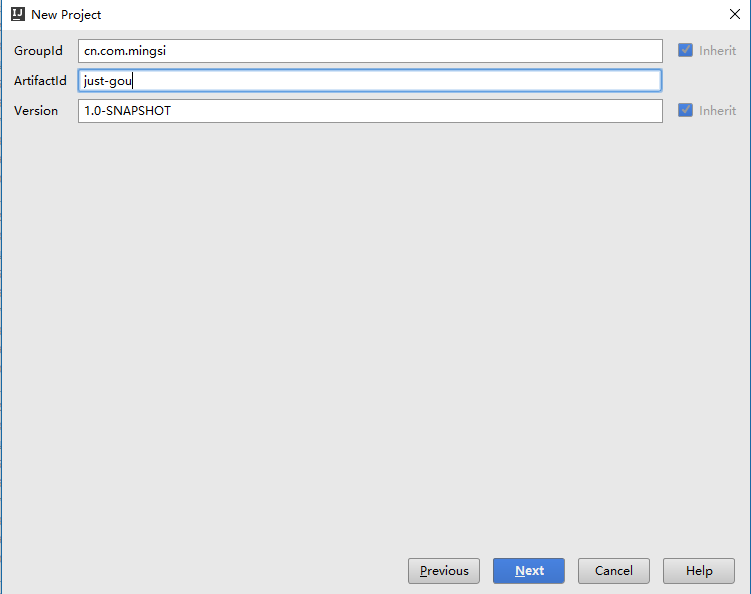 IJ New Project
GroupId cn.com.mingsi Inherit
ArtifactId just-gou
Version 1.0-SNAPSHOT Inherit
Previous Next Cancel Help